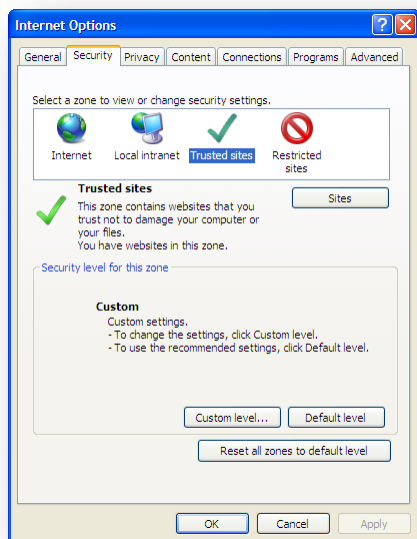 Internet Options
General Security Privacy Content Connections Programs Advanced
Select a zone to view or change security settings.
Internet Local intranet Trusted sites Restricted
sites
Trusted sites
Sites
This zone contains websites that you
trust not to damage your computer or
your files.
You have websites in this zone.
Security level for this zone
Custom
Custom settings.
- To change the settings, click Custom level.
- To use the recommended settings, click Default level.
Custom level... Default level
Reset all zones to default level
OK Cancel Apply